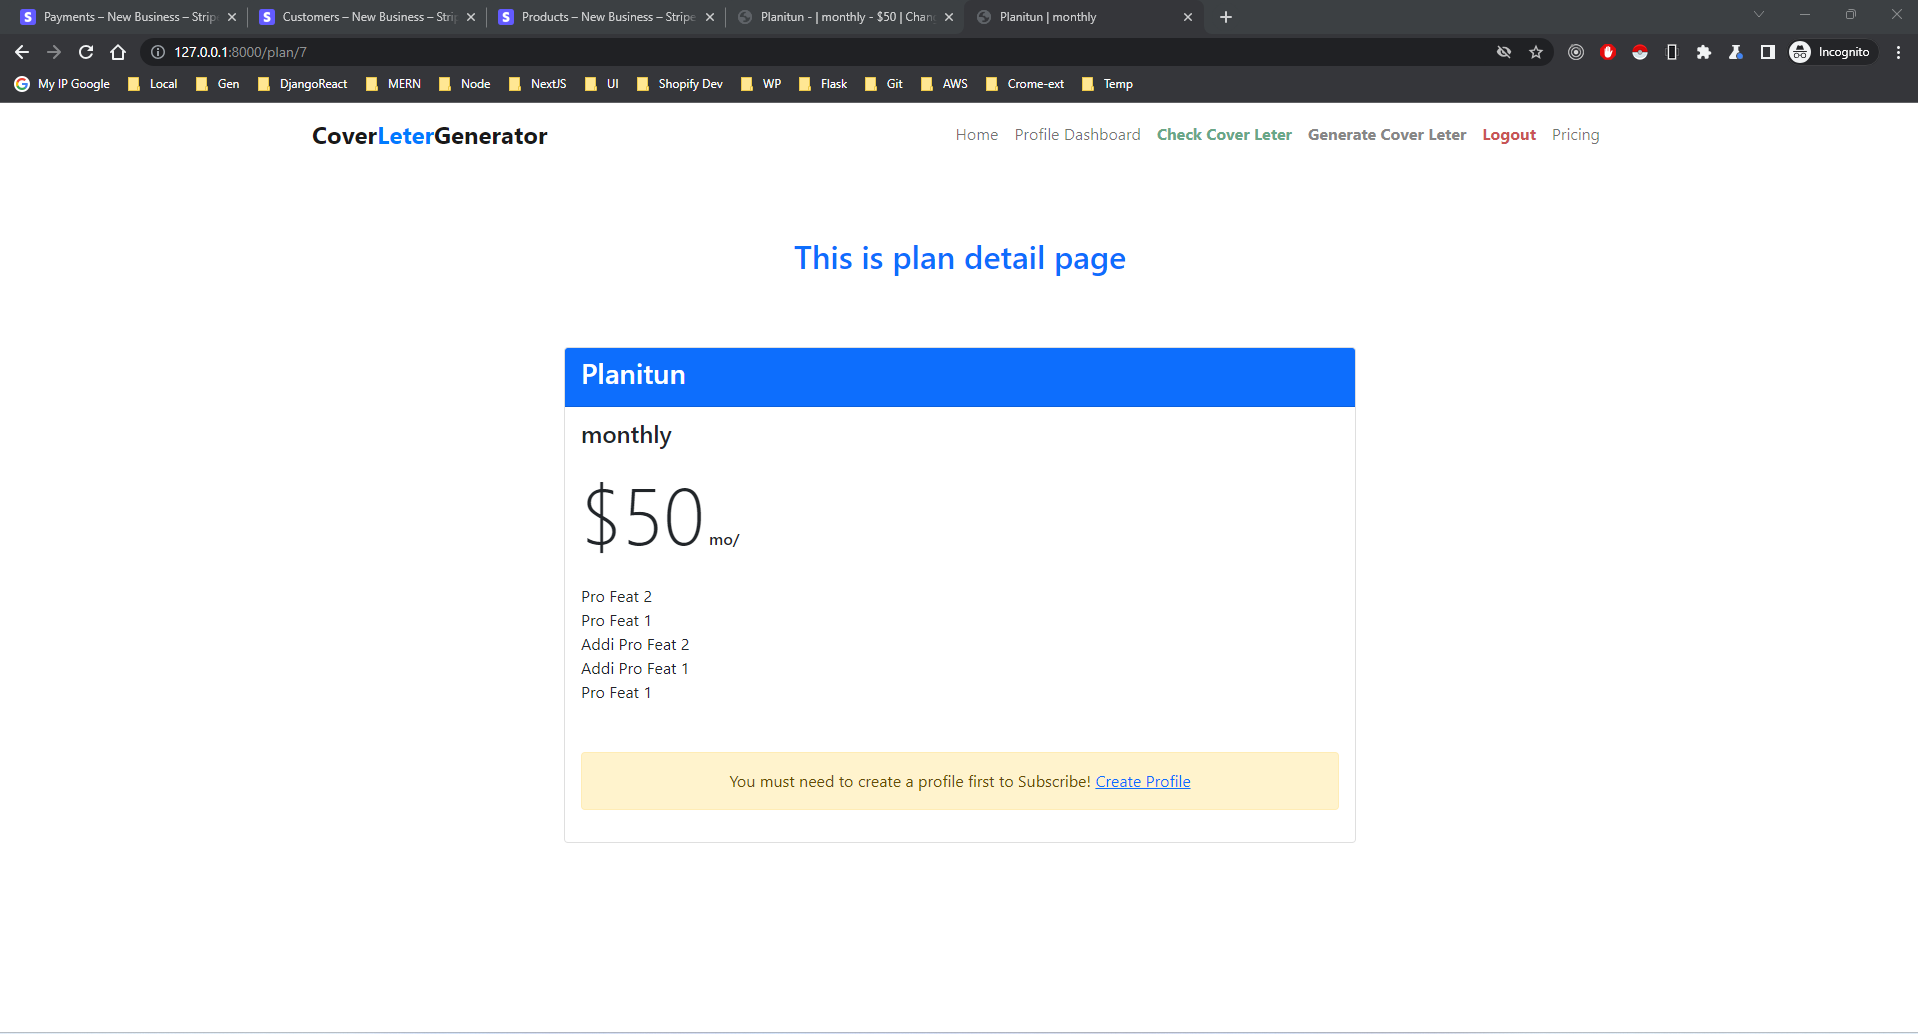 Payments – New Business – Strip
Customers – New Business – Strip
Products – New Business – Stripe
Planitun - | monthly - $50 | Chan
Planitun | monthly
127.0.0.1:8000/plan/7
Incognito
My IP Google
Local
Gen
DjangoReact
MERN
Node
NextJS
UI
Shopify Dev
WP
Flask
Git
AWS
Crome-ext
Temp
CoverLeterGenerator
Home
Profile Dashboard
Check Cover Leter
Generate Cover Leter
Logout
Pricing
This is plan detail page
Planitun
monthly
$50 mo/
Pro Feat 2
Pro Feat 1
Addi Pro Feat 2
Addi Pro Feat 1
Pro Feat 1
You must need to create a profile first to Subscribe! Create Profile